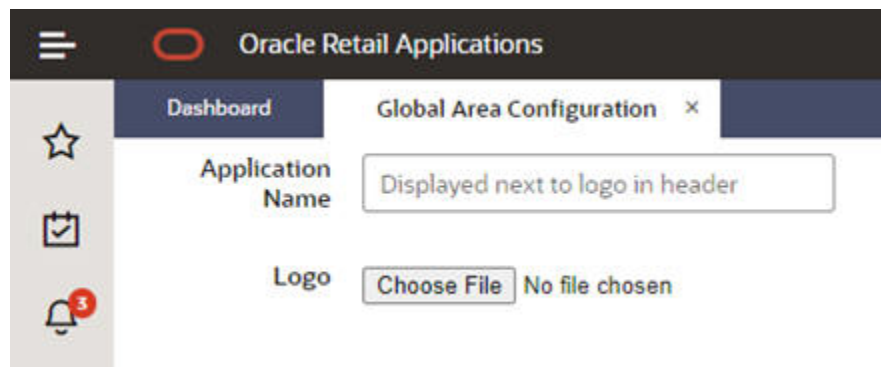 Oracle Retail Applications
Dashboard
Global Area Configuration ×
Application
Name
Displayed next to logo in header
Logo
Choose File No file chosen
3